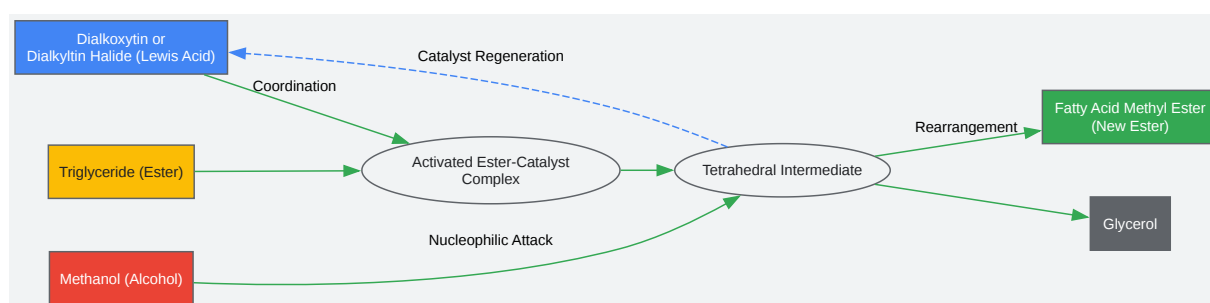 Dialkoxytin or
Dialkyltin Halide (Lewis Acid)
Catalyst Regeneration
Coordination
Fatty Acid Methyl Ester
(New Ester)
Rearrangement
Triglyceride (Ester)
Activated Ester-Catalyst
Complex
Tetrahedral Intermediate
Glycerol
Nucleophilic Attack
Methanol (Alcohol)